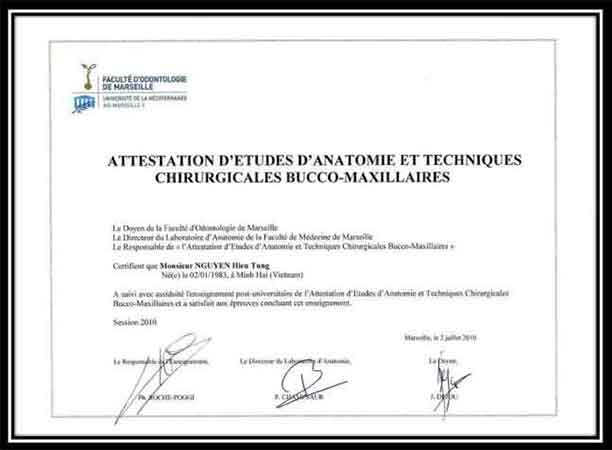 FACULTÉ D'ODONTOLOGIE
DE MARSEILLE
UNIVERSITÉ DE LA MÉDITERRANÉE
AIX-MARSEILLE II
ATTESTATION D'ETUDES D'ANATOMIE ET TECHNIQUES
CHIRURGICALES BUCCO-MAXILLAIRES
Le Doyen de la Faculté d'Odontologie de Marseille
Le Directeur du Laboratoire d'Anatomie de la Faculté de Médecine de Marseille
Le Responsable de « l'Attestation d'Etudes d'Anatomie et Techniques Chirurgicales Bucco-Maxillaires »
Certifient que Monsieur NGUYEN Hieu Tung
Né(e) le 02/01/1983, à Minh Hai (Vietnam)
A suivi avec assiduité l'enseignement post-universitaire de l'Attestation d'Etudes d'Anatomie et Techniques Chirurgicales
Bucco-Maxillaires et a satisfait aux épreuves concluant cet enseignement.
Session 2010
Marseille, le 2 juillet 2010
Le Responsable de l'Enseignement, Le Directeur du Laboratoire d'Anatomie, Le Doyen,
Ph. ROCHE-POGGI P. J.